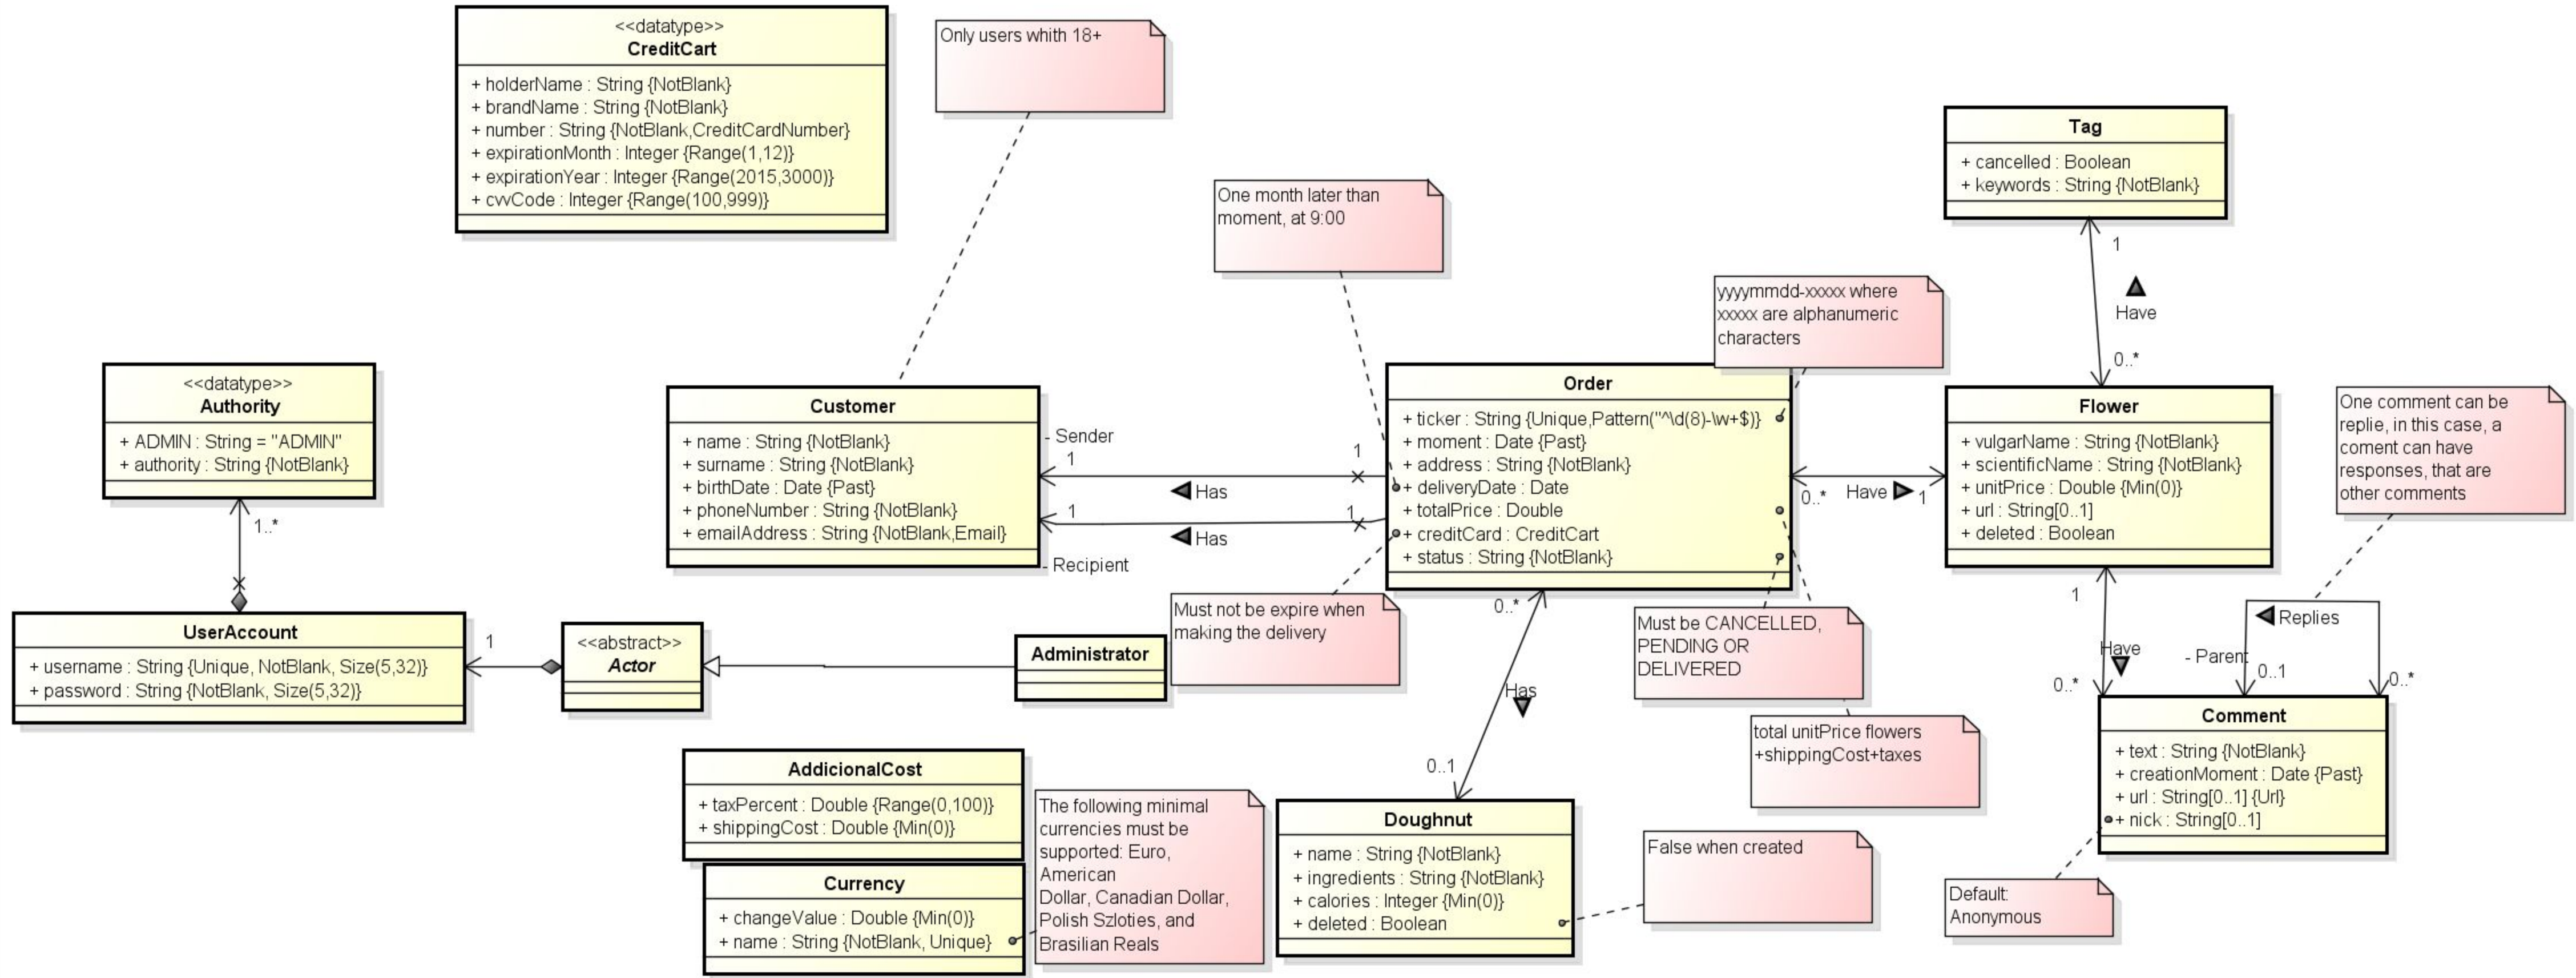 <<datatype>>
CreditCart
+ holderName : String {NotBlank}
+ brandName : String {NotBlank}
+ number : String {NotBlank,CreditCardNumber}
+ expirationMonth : Integer {Range(1,12)}
+ expirationYear : Integer {Range(2015,3000)}
+ cvvCode : Integer {Range(100,999)}
Only users whith 18+
One month later than
moment, at 9:00
yyyymmdd-xxxxx where
xxxxx are alphanumeric
characters
Tag
+ cancelled : Boolean
+ keywords : String {NotBlank}
1
Have
0..*
<<datatype>>
Authority
+ ADMIN : String = "ADMIN"
+ authority : String {NotBlank}
1..*
Customer
+ name : String {NotBlank}
+ surname : String {NotBlank}
+ birthDate : Date {Past}
+ phoneNumber : String {NotBlank}
+ emailAddress : String {NotBlank,Email}
- Sender
1
1
Has
1
1
Has
- Recipient
Order
+ ticker : String {Unique,Pattern("^\d(8)-\w+$)}
+ moment : Date {Past}
+ address : String {NotBlank}
+ deliveryDate : Date
+ totalPrice : Double
+ creditCard : CreditCart
+ status : String {NotBlank}
0..*
Have
1
Flower
+ vulgarName : String {NotBlank}
+ scientificName : String {NotBlank}
+ unitPrice : Double {Min(0)}
+ url : String[0..1]
+ deleted : Boolean
One comment can be
replie, in this case, a
coment can have
responses, that are
other comments
UserAccount
+ username : String {Unique, NotBlank, Size(5,32)}
+ password : String {NotBlank, Size(5,32)}
1
<<abstract>>
Actor
Administrator
Must not be expire when
making the delivery
0..*
Has
0..1
Must be CANCELLED,
PENDING OR
DELIVERED
total unitPrice flowers
+shippingCost+taxes
1
Have
0..*
Replies
- Parent
0..1
0..*
Comment
+ text : String {NotBlank}
+ creationMoment : Date {Past}
+ url : String[0..1] {Url}
+ nick : String[0..1]
AddicionalCost
+ taxPercent : Double {Range(0,100)}
+ shippingCost : Double {Min(0)}
Currency
+ changeValue : Double {Min(0)}
+ name : String {NotBlank, Unique}
The following minimal
currencies must be
supported: Euro,
American
Dollar, Canadian Dollar,
Polish Szloties, and
Brasilian Reals
Doughnut
+ name : String {NotBlank}
+ ingredients : String {NotBlank}
+ calories : Integer {Min(0)}
+ deleted : Boolean
False when created
Default:
Anonymous